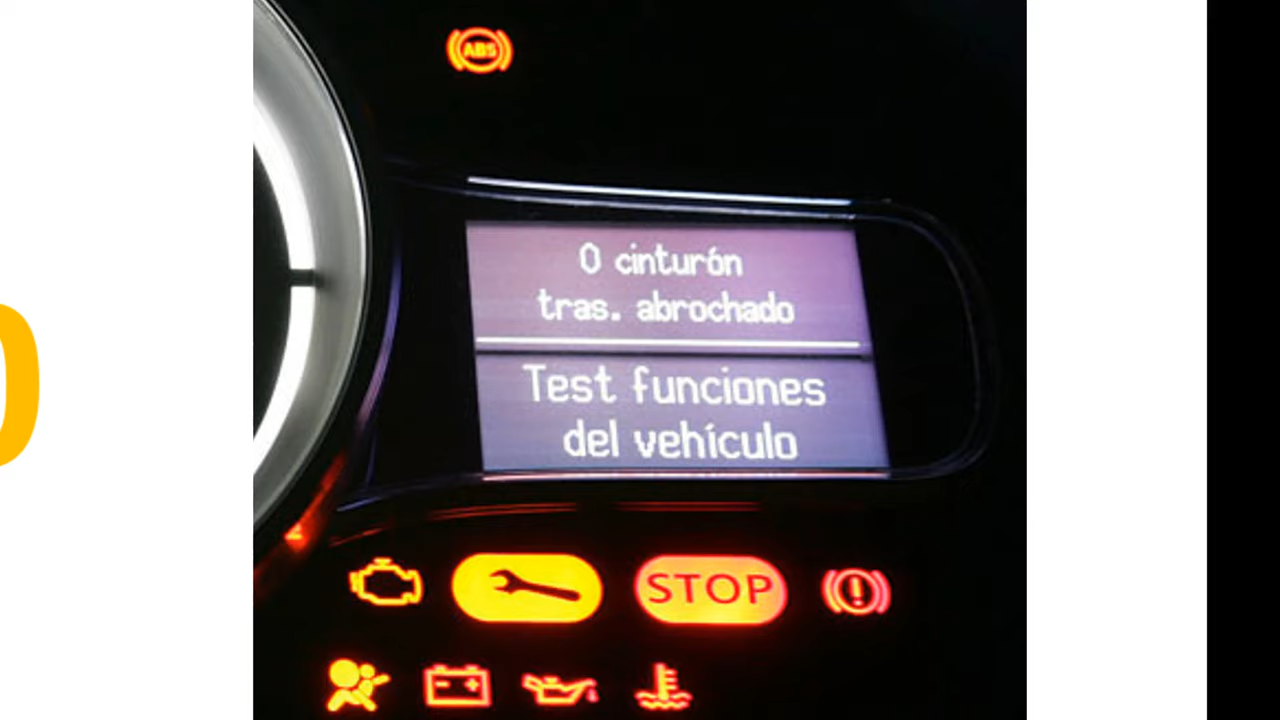 ABS
0 cinturón
tras. abrochado
Test funciones
del vehículo
STOP